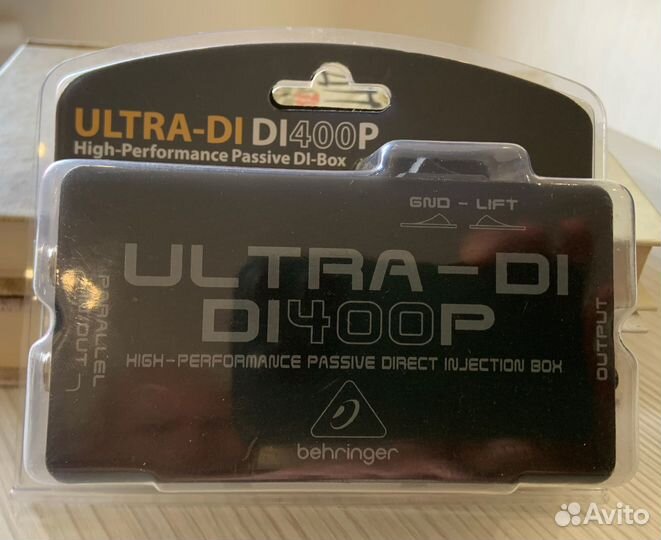 ULTRA-DI DI400P
High-Performance Passive DI-Box
GND - LIFT
ULTRA-DI
DI400P
HIGH-PERFORMANCE PASSIVE DIRECT INJECTION BOX
PARALLEL
IN/OUT
OUTPUT
behringer
Avito